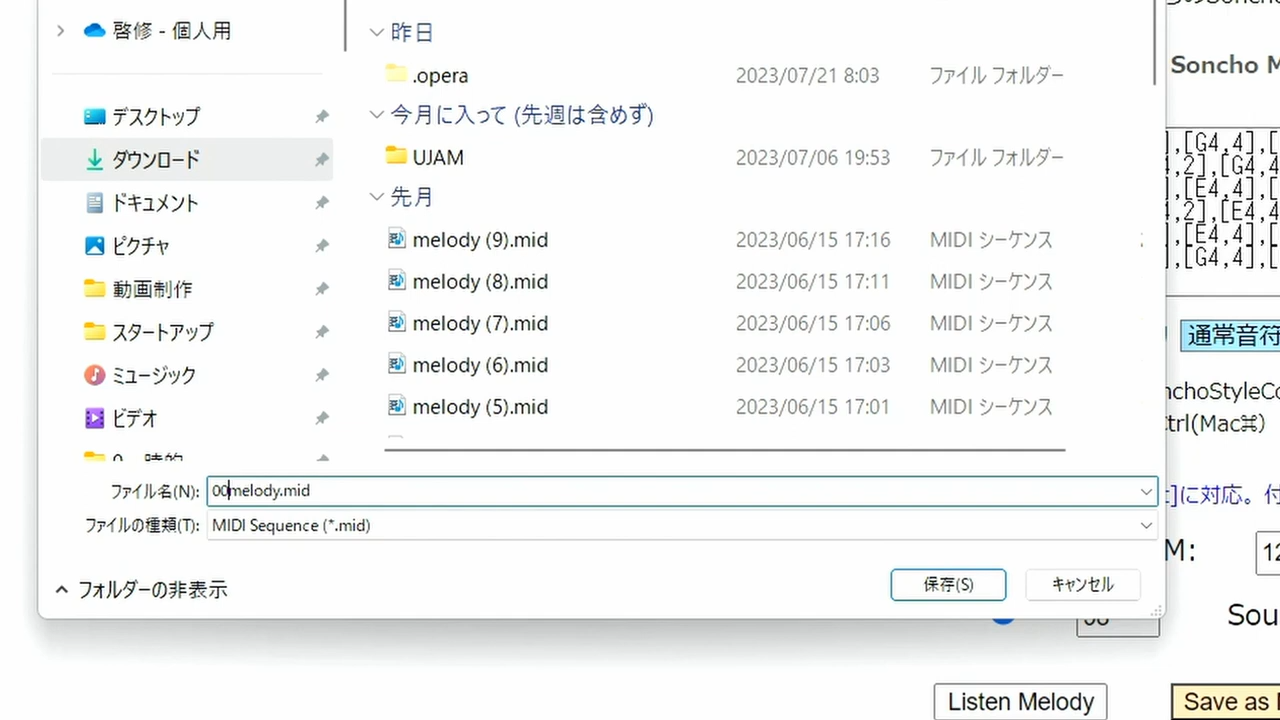 啓修 - 個人用
デスクトップ
ダウンロード
ドキュメント
ピクチャ
動画制作
スタートアップ
ミュージック
ビデオ
昨日
.opera 2023/07/21 8:03 ファイル フォルダー
今月に入って (先週は含めず)
UJAM 2023/07/06 19:53 ファイル フォルダー
先月
melody (9).mid 2023/06/15 17:16 MIDI シーケンス
melody (8).mid 2023/06/15 17:11 MIDI シーケンス
melody (7).mid 2023/06/15 17:06 MIDI シーケンス
melody (6).mid 2023/06/15 17:03 MIDI シーケンス
melody (5).mid 2023/06/15 17:01 MIDI シーケンス
ファイル名(N): 00melody.mid
ファイルの種類(T): MIDI Sequence (*.mid)
フォルダーの非表示
保存(S) キャンセル
Soncho M
],[G4,4],[
,2],[G4,4
],[E4,4],[
,2],[E4,4
],[E4,4],[
],[G4,4],[
通常音符
nchoStyleCo
trl(Mac⌘)
]に対応。付
M: 12
Sou
Listen Melody
Save as